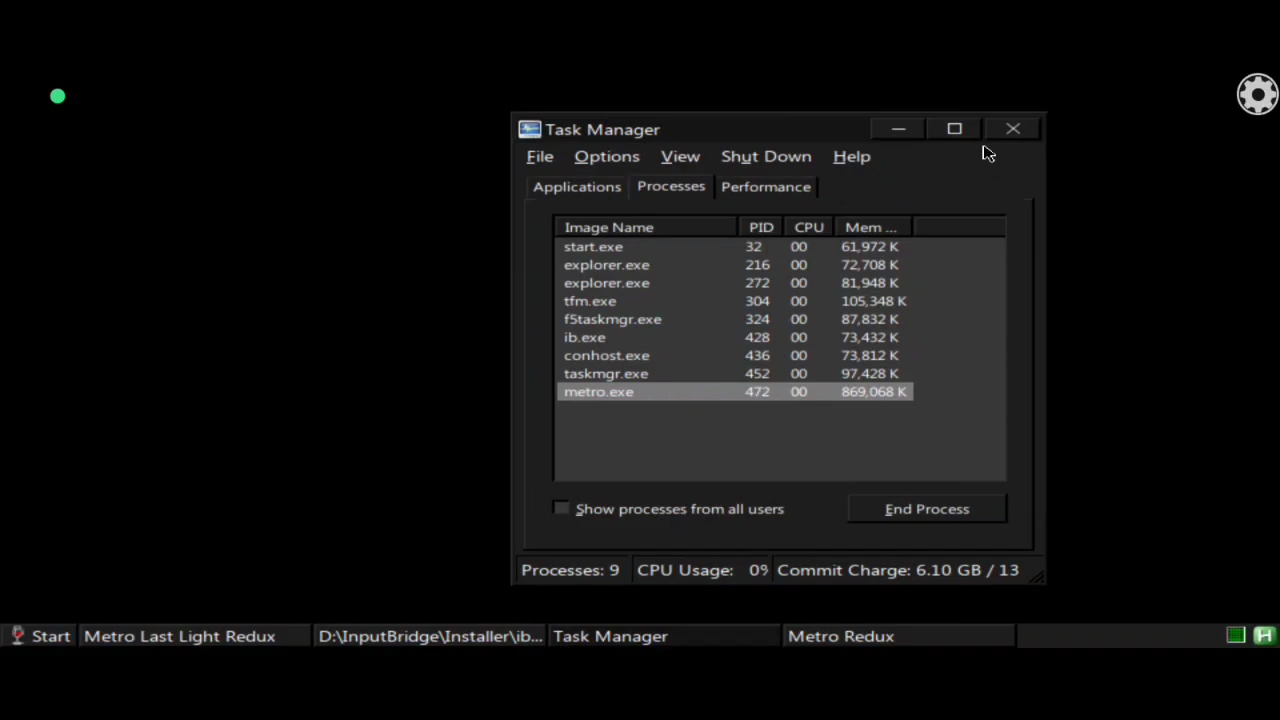 Task Manager
File Options View Shut Down Help
Applications Processes Performance
Image Name PID CPU Mem ...
start.exe 32 00 61,972 K
explorer.exe 216 00 72,708 K
explorer.exe 272 00 81,948 K
tfm.exe 304 00 105,348 K
f5taskmgr.exe 324 00 87,832 K
ib.exe 428 00 73,432 K
conhost.exe 436 00 73,812 K
taskmgr.exe 452 00 97,428 K
metro.exe 472 00 869,068 K
Show processes from all users End Process
Processes: 9 CPU Usage: 0% Commit Charge: 6.10 GB / 13
Start Metro Last Light Redux D:\InputBridge\Installer\ib... Task Manager Metro Redux H